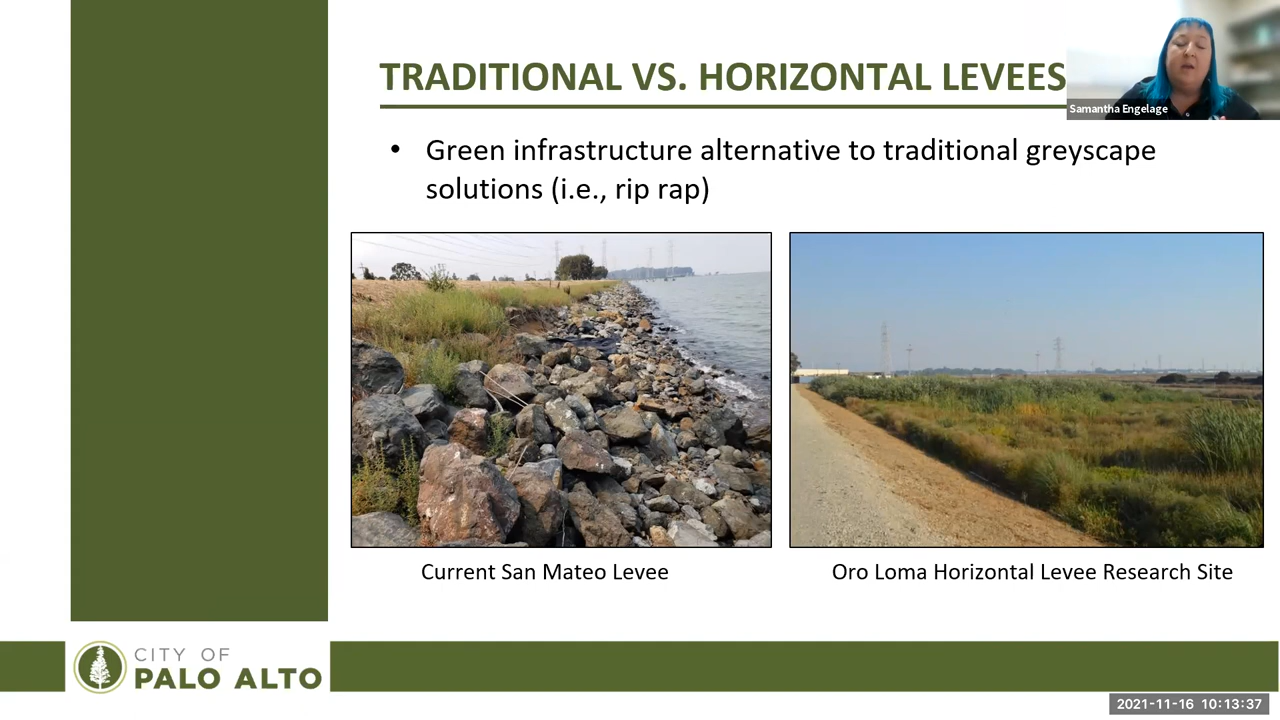 TRADITIONAL VS. HORIZONTAL LEVEES
Samantha Engelage
• Green infrastructure alternative to traditional greyscape
solutions (i.e., rip rap)
Current San Mateo Levee
Oro Loma Horizontal Levee Research Site
CITY OF
PALO ALTO
2021-11-16 10:13:37